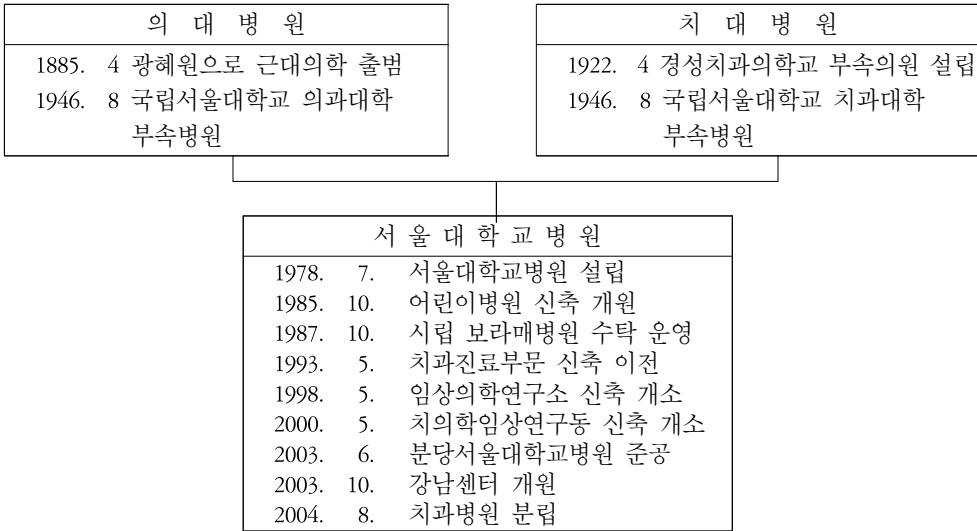 의 대 병 원
1885. 4 광혜원으로 근대의학 출범
1946. 8 국립서울대학교 의과대학
부속병원
치 대 병 원
1922. 4 경성치과의학교 부속의원 설립
1946. 8 국립서울대학교 치과대학
부속병원
서 울 대 학 교 병 원
1978. 7. 서울대학교병원 설립
1985. 10. 어린이병원 신축 개원
1987. 10. 시립 보라매병원 수탁 운영
1993. 5. 치과진료부문 신축 이전
1998. 5. 임상의학연구소 신축 개소
2000. 5. 치의학임상연구동 신축 개소
2003. 6. 분당서울대학교병원 준공
2003. 10. 강남센터 개원
2004. 8. 치과병원 분립